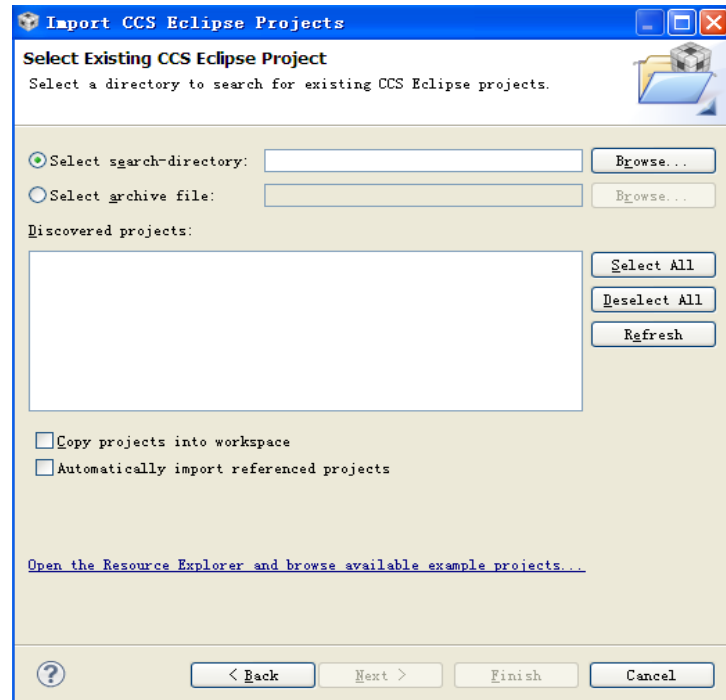 Import CCS Eclipse Projects
Select Existing CCS Eclipse Project
Select a directory to search for existing CCS Eclipse projects.
Select search-directory: Browse...
Select archive file: Browse...
Discovered projects:
Select All
Deselect All
Refresh
Copy projects into workspace
Automatically import referenced projects
Open the Resource Explorer and browse available example projects...
? < Back Next > Finish Cancel